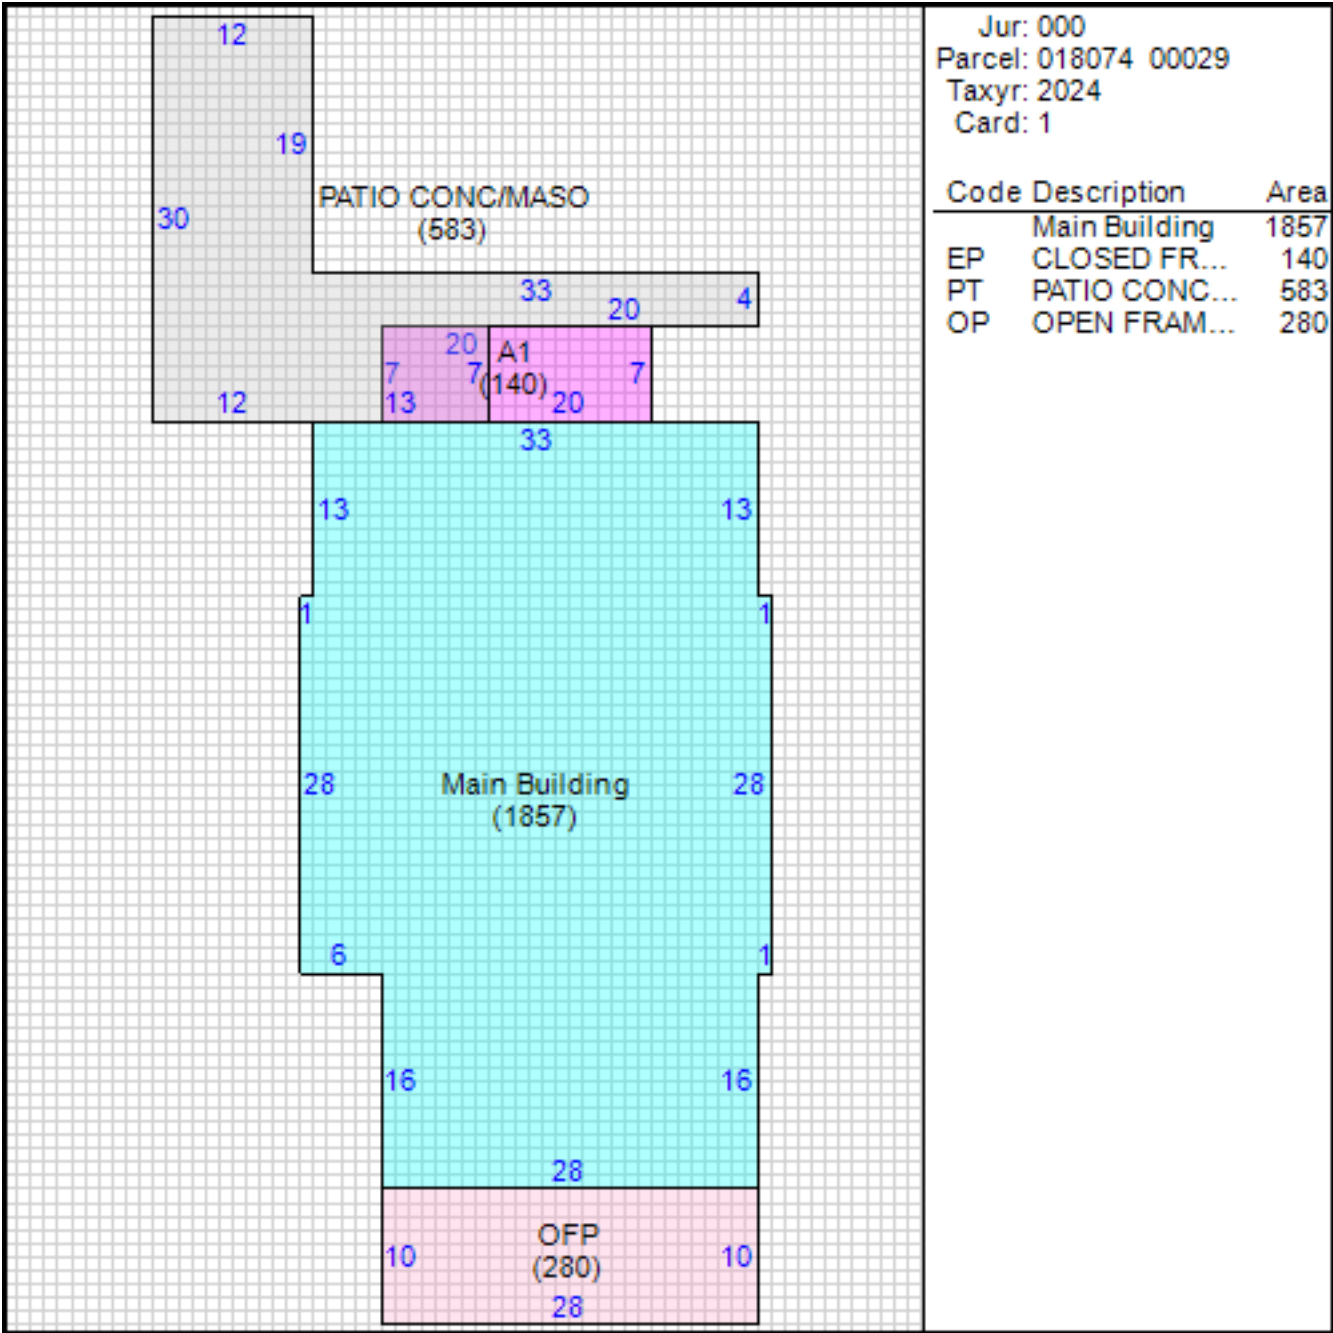 Jur: 000
Parcel: 018074 00029
Taxyr: 2024
Card: 1
Code Description Area
Main Building 1857
EP CLOSED FR... 140
PT PATIO CONC... 583
OP OPEN FRAM... 280
12
19
30
PATIO CONC/MASO
(583)
33
20
4
12
20
7
7
13
A1
(140)
7
20
33
13
13
1
1
28
Main Building
(1857)
28
6
1
16
16
28
OFP
(280)
10
10
28